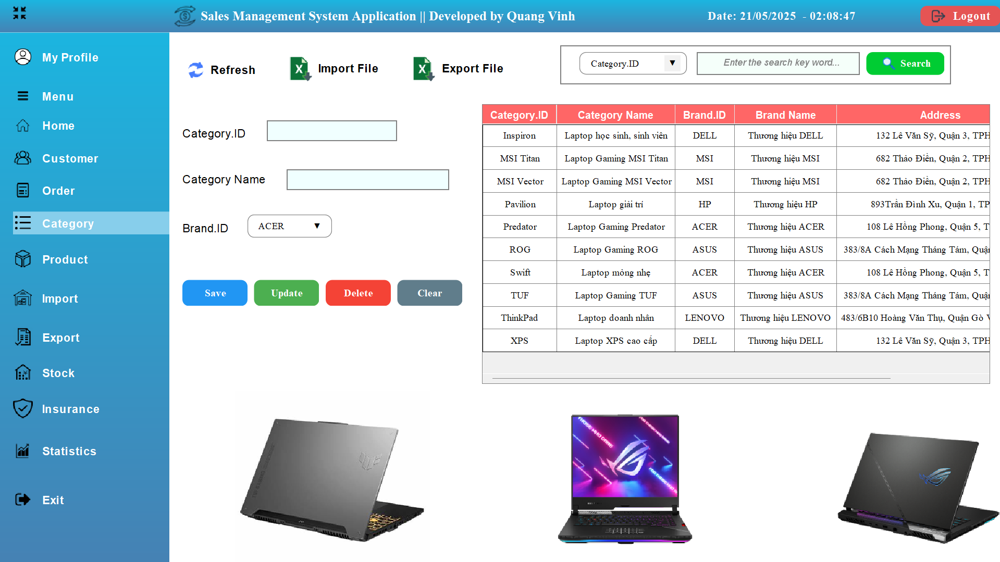 Sales Management System Application || Developed by Quang Vinh
Date: 21/05/2025 - 02:08:47
Logout
My Profile
Menu
Home
Customer
Order
Category
Product
Import
Export
Stock
Insurance
Statistics
Exit
Refresh
Import File
Export File
Category.ID ▼
Enter the search key word...
Search
Category.ID
Category Name
Brand.ID
ACER ▼
Save Update Delete Clear
Category.ID Category Name Brand.ID Brand Name Address
Inspiron Laptop học sinh, sinh viên DELL Thương hiệu DELL 132 Lê Văn Sỹ, Quận 3, TPH
MSI Titan Laptop Gaming MSI Titan MSI Thương hiệu MSI 682 Thảo Điền, Quận 2, TPH
MSI Vector Laptop Gaming MSI Vector MSI Thương hiệu MSI 682 Thảo Điền, Quận 2, TPH
Pavilion Laptop giải trí HP Thương hiệu HP 893Trần Đình Xu, Quận 1, TP
Predator Laptop Gaming Predator ACER Thương hiệu ACER 108 Lê Hồng Phong, Quận 5, T
ROG Laptop Gaming ROG ASUS Thương hiệu ASUS 383/8A Cách Mạng Tháng Tám, Quận
Swift Laptop mỏng nhẹ ACER Thương hiệu ACER 108 Lê Hồng Phong, Quận 5, T
TUF Laptop Gaming TUF ASUS Thương hiệu ASUS 383/8A Cách Mạng Tháng Tám, Quận
ThinkPad Laptop doanh nhân LENOVO Thương hiệu LENOVO 483/6B10 Hoàng Văn Thụ, Quận Gò V
XPS Laptop XPS cao cấp DELL Thương hiệu DELL 132 Lê Văn Sỹ, Quận 3, TPH